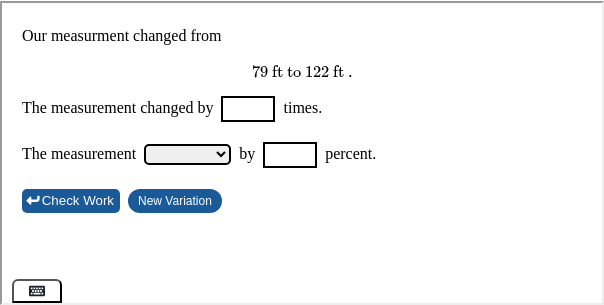 Our measurment changed from
79 ft to 122 ft .
The measurement changed by times.
The measurement by percent.
Check Work New Variation